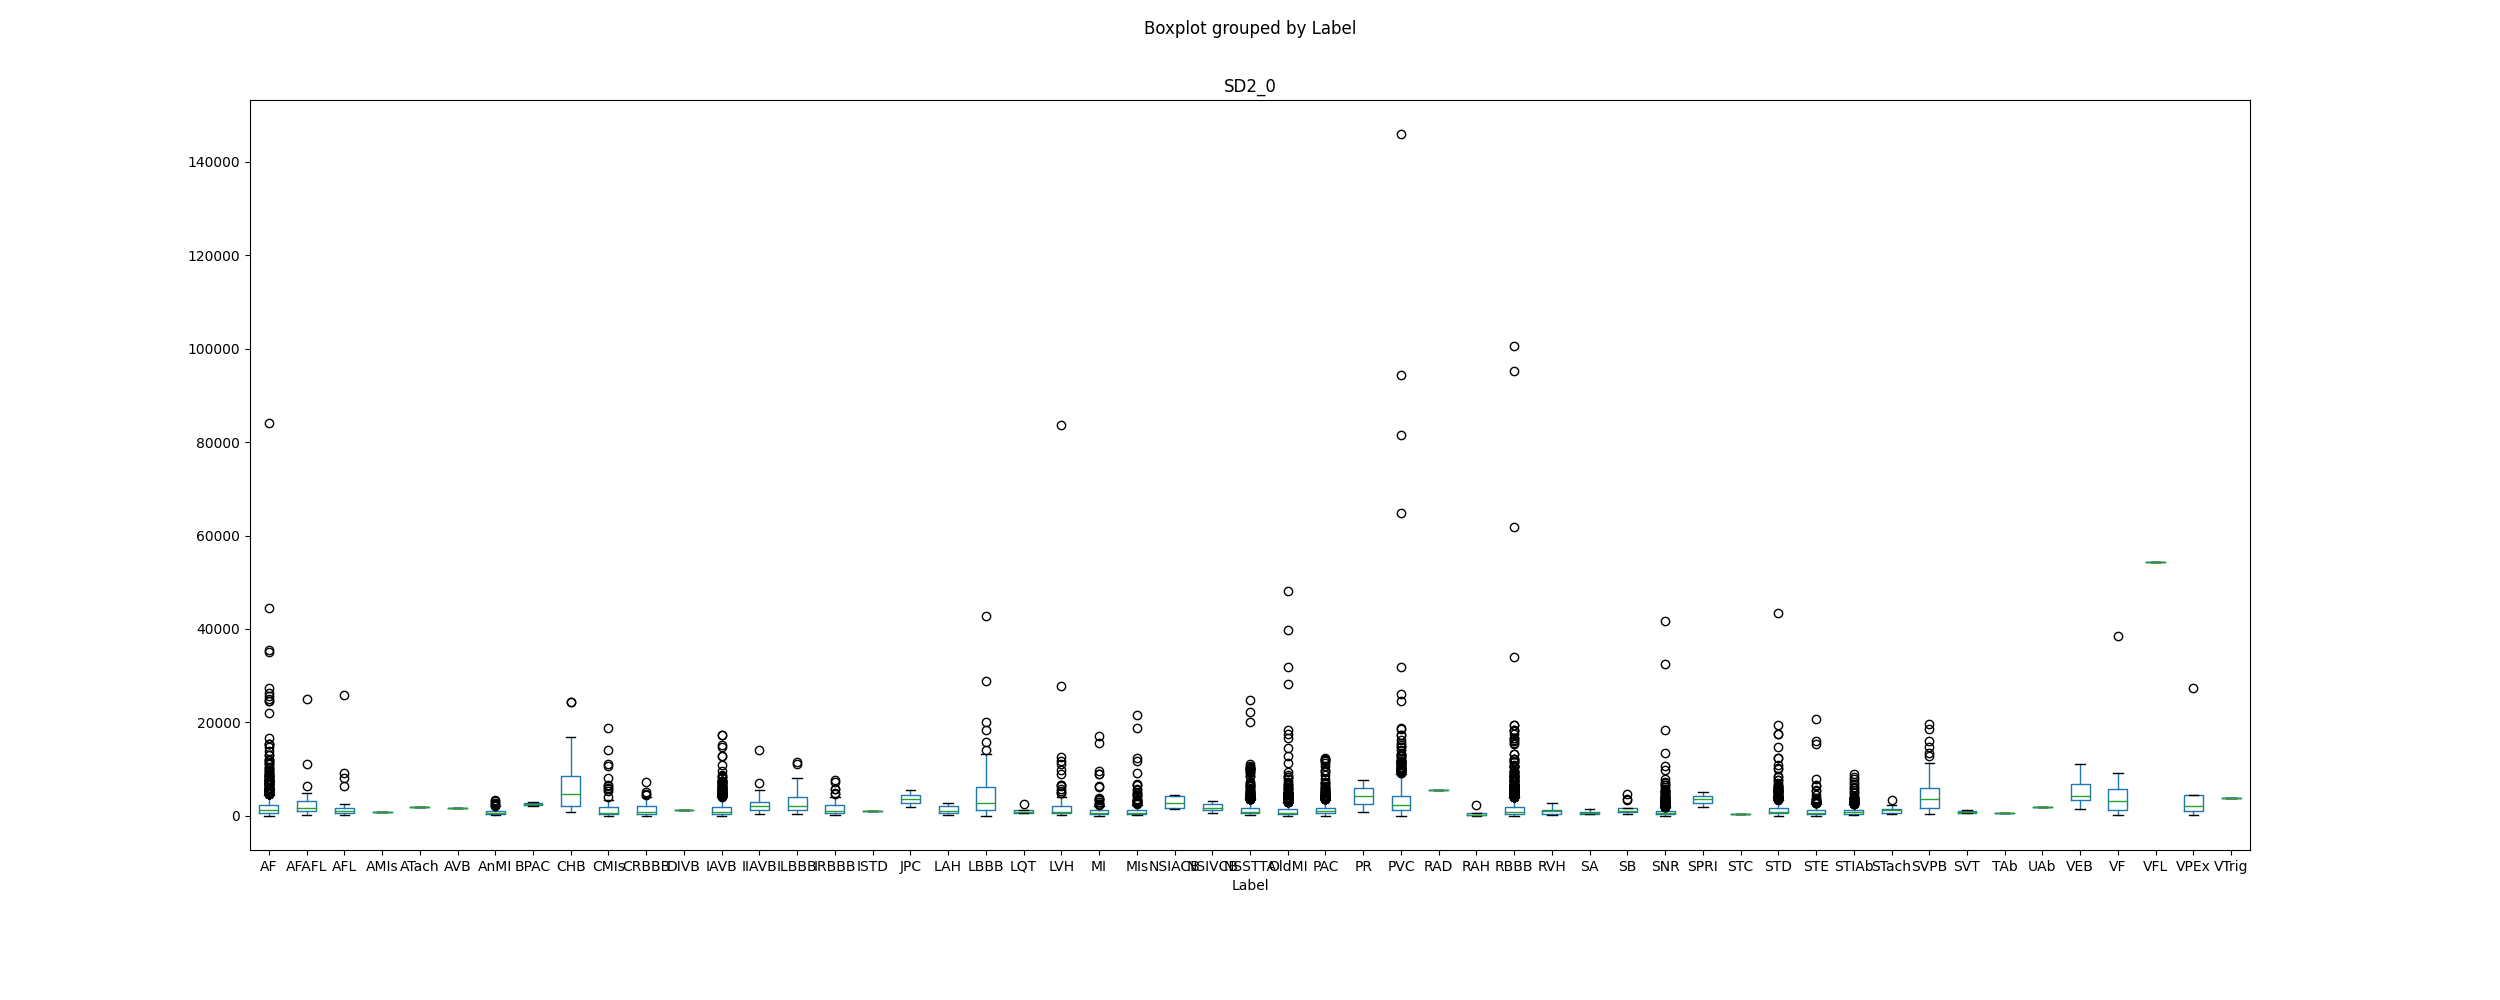 Boxplot grouped by Label
SD2_0
140000
120000
100000
80000
60000
40000
20000
0
AF AFAFL AFL AMIs ATach AVB AnMI BPAC CHB CMIs CRBBB DIVB IAVB IIAVB ILBBB IRBBB ISTD JPC LAH LBBB LQT LVH MI MIs NSIACB NSIVCB NSSTTA OldMI PAC PR PVC RAD RAH RBBB RVH SA SB SNR SPRI STC STD STE STIAb STach SVPB SVT TAb UAb VEB VF VFL VPEx VTrig
Label